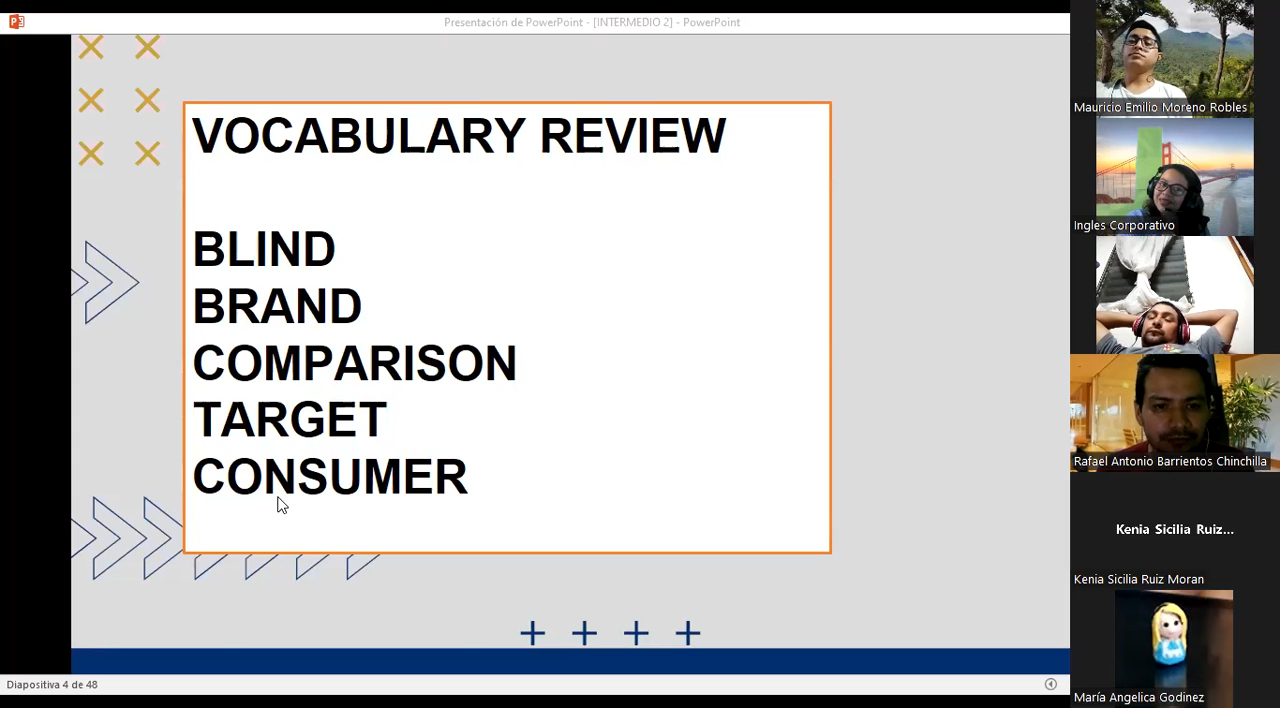 Presentación de PowerPoint - [INTERMEDIO 2] - PowerPoint
VOCABULARY REVIEW
BLIND
BRAND
COMPARISON
TARGET
CONSUMER
Diapositiva 4 de 48
Mauricio Emilio Moreno Robles
Ingles Corporativo
Rafael Antonio Barrientos Chinchilla
Kenia Sicilia Ruiz...
Kenia Sicilia Ruiz Moran
María Angelica Godinez